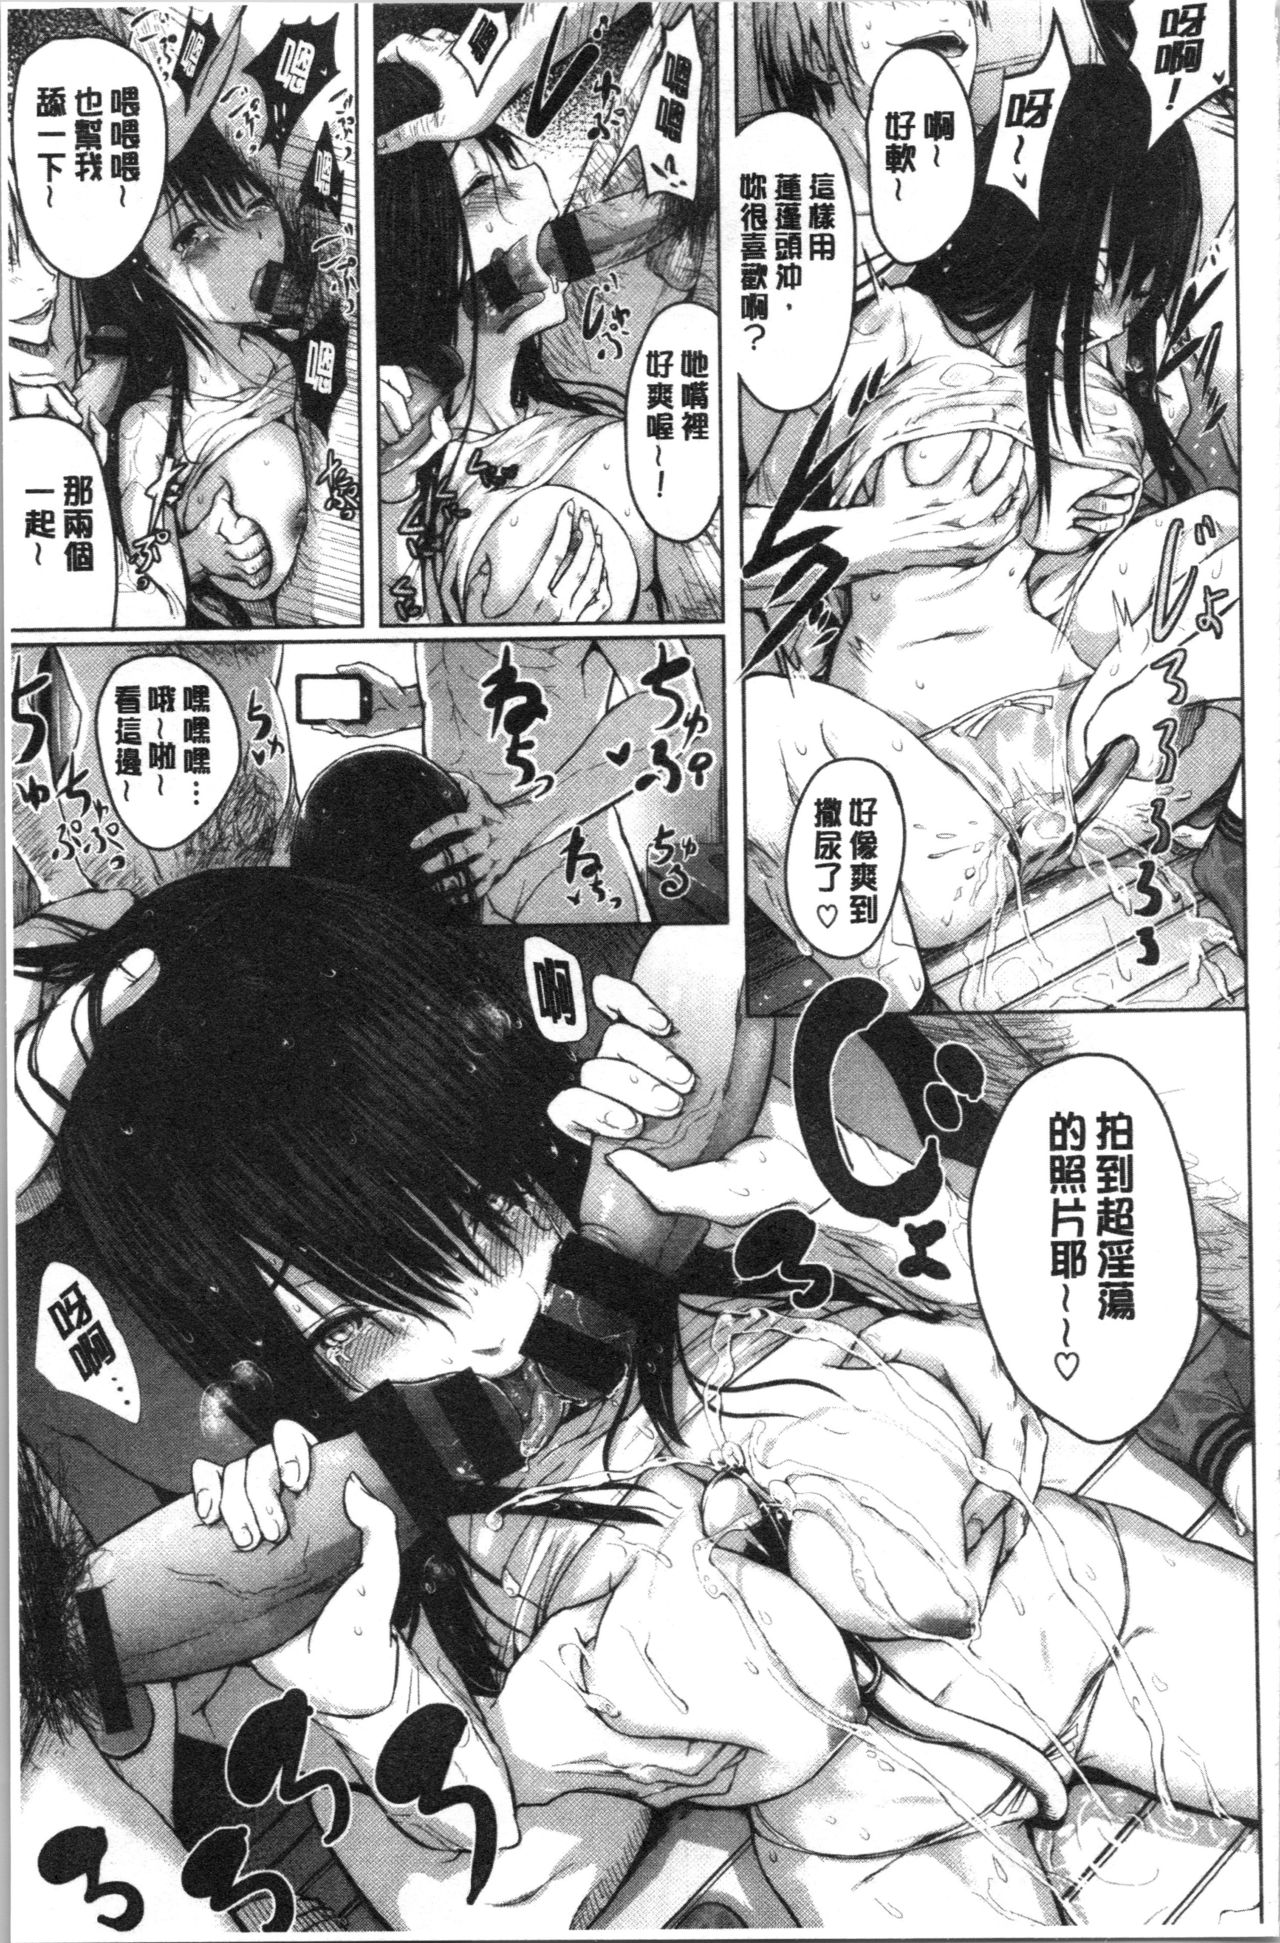 呀啊!
呀~
啊~
好軟~
這樣用
蓮蓬頭沖，
妳很喜歡啊?
好像爽到
撒尿了♡
她嘴裡
好爽喔~!
喂喂喂~
也幫我
舔一下~
那兩個
一起~
嘿嘿嘿…
哦~啦~
看這邊~
拍到超淫蕩
的照片耶~~♡
啊
呀啊…